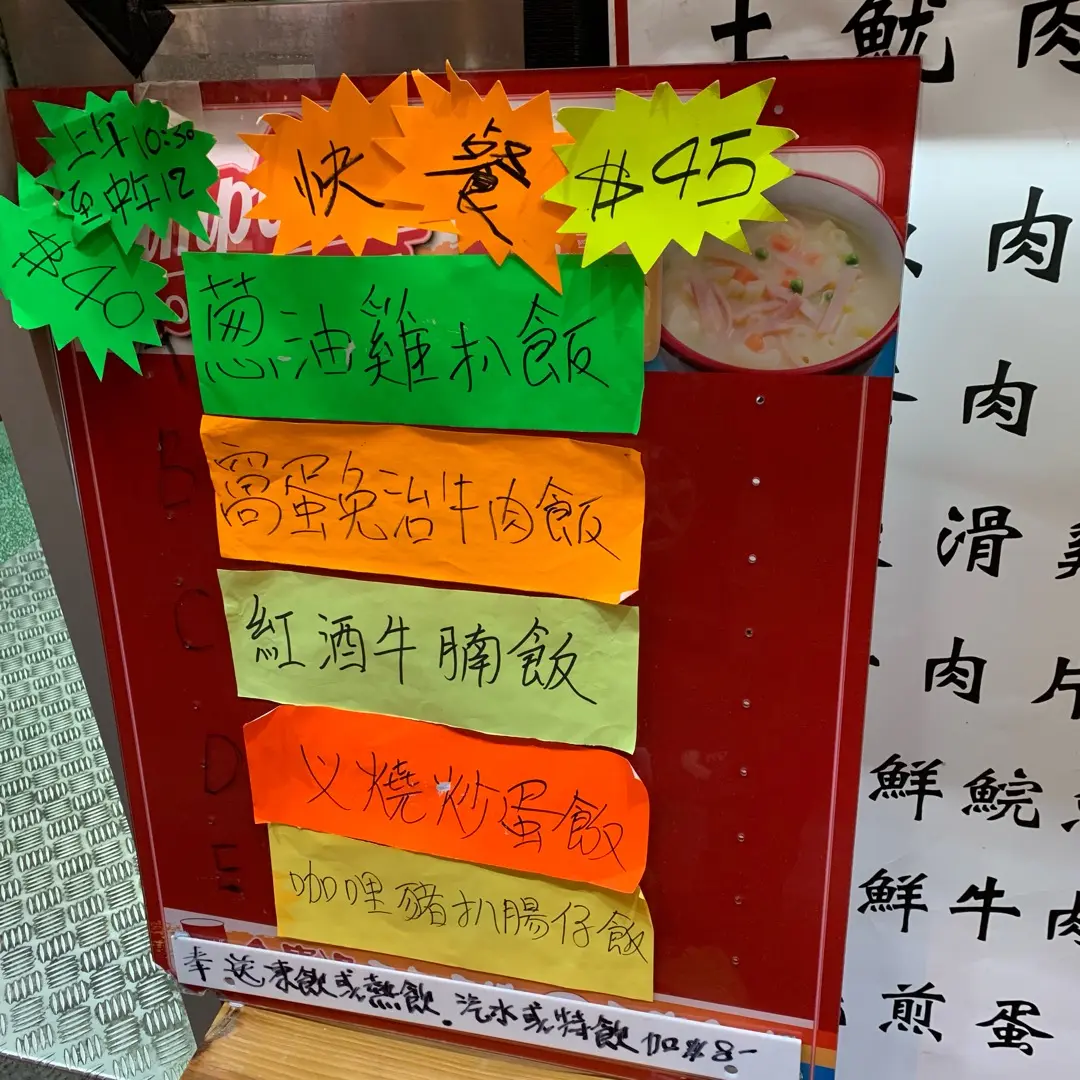 上午10:30
至中午12
$40
快餐
$45
葱油雞扒飯
窩蛋免治牛肉飯
紅酒牛腩飯
叉燒炒蛋飯
咖哩豬扒腸仔飯
B
C
D
E
奉送凍飲或熱飲。汽水或特飲加$8-
土魷肉
肉
肉
滑雞
肉片
鮮鯇
鮮牛肉
煎蛋